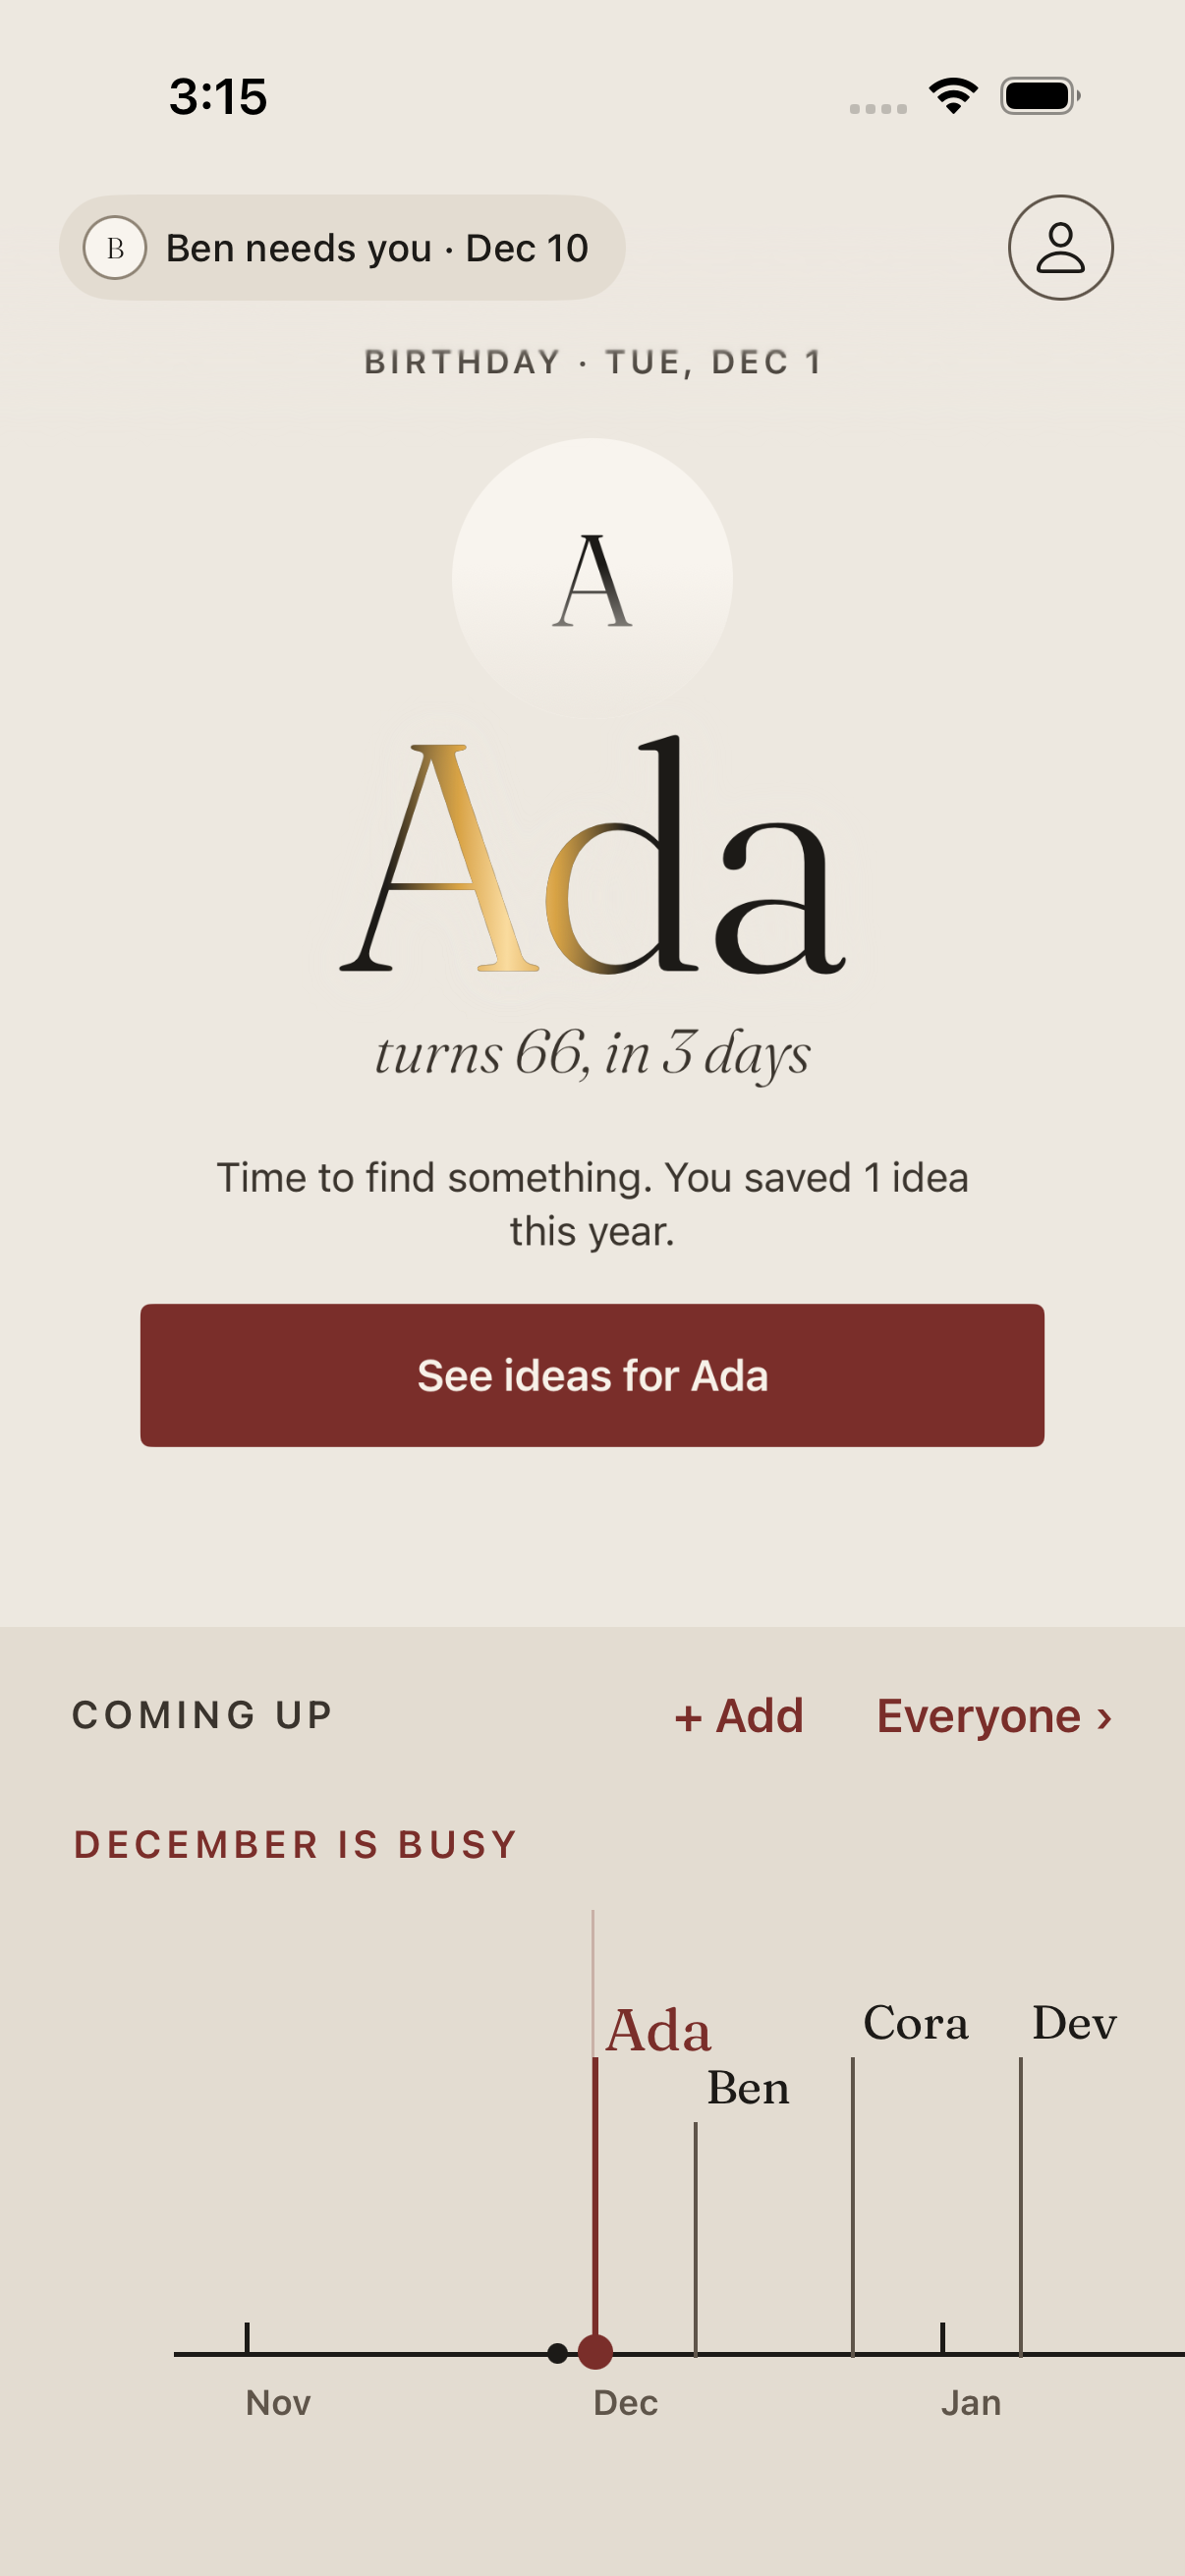 3:15
B
Ben needs you · Dec 10
BIRTHDAY · TUE, DEC 1
A
Ada
turns 66, in 3 days
Time to find something. You saved 1 idea
this year.
See ideas for Ada
COMING UP
+ Add
Everyone ›
DECEMBER IS BUSY
Ada
Ben
Cora
Dev
Nov
Dec
Jan